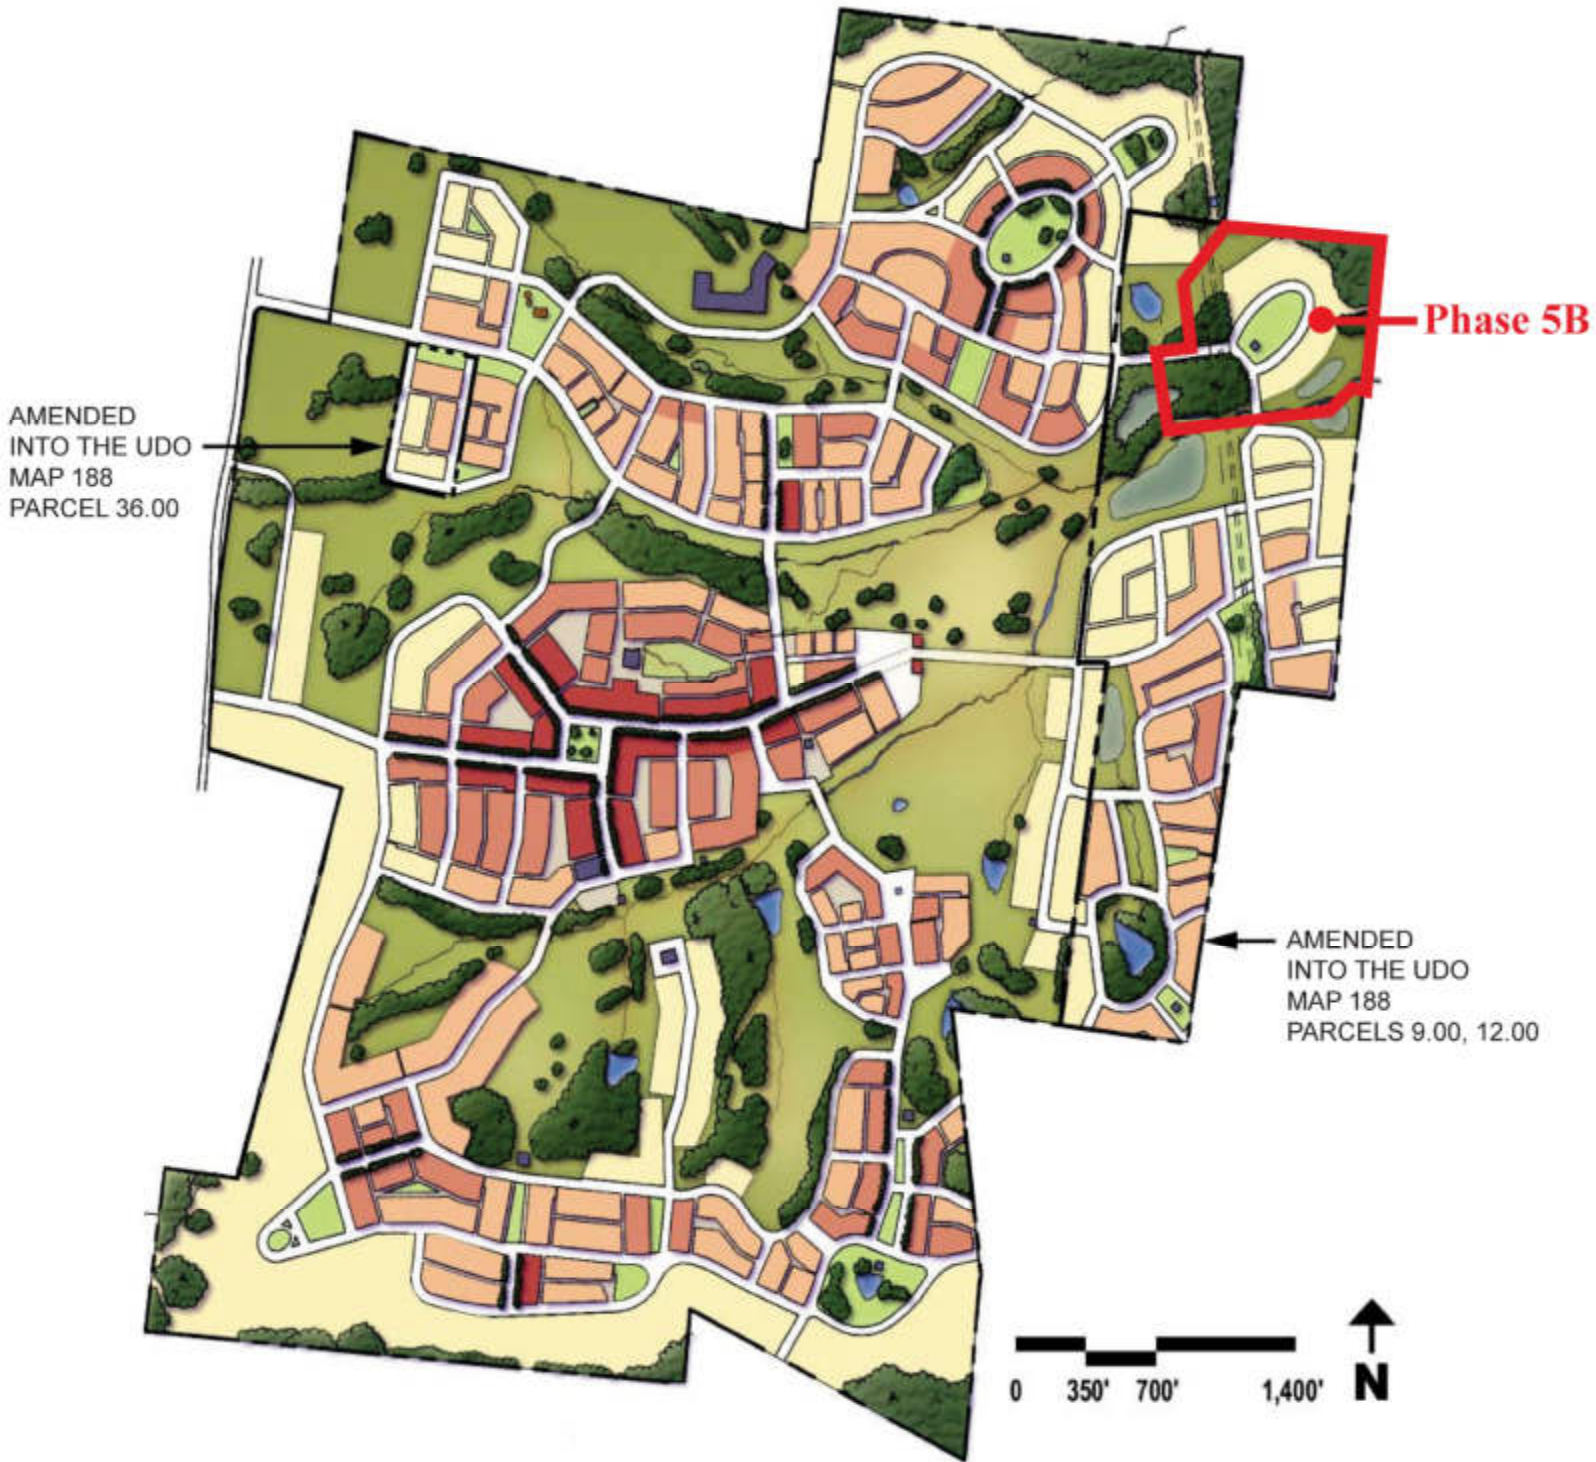 Phase 5B
AMENDED
INTO THE UDO
MAP 188
PARCEL 36.00
AMENDED
INTO THE UDO
MAP 188
PARCELS 9.00, 12.00
0 350' 700' 1,400' N